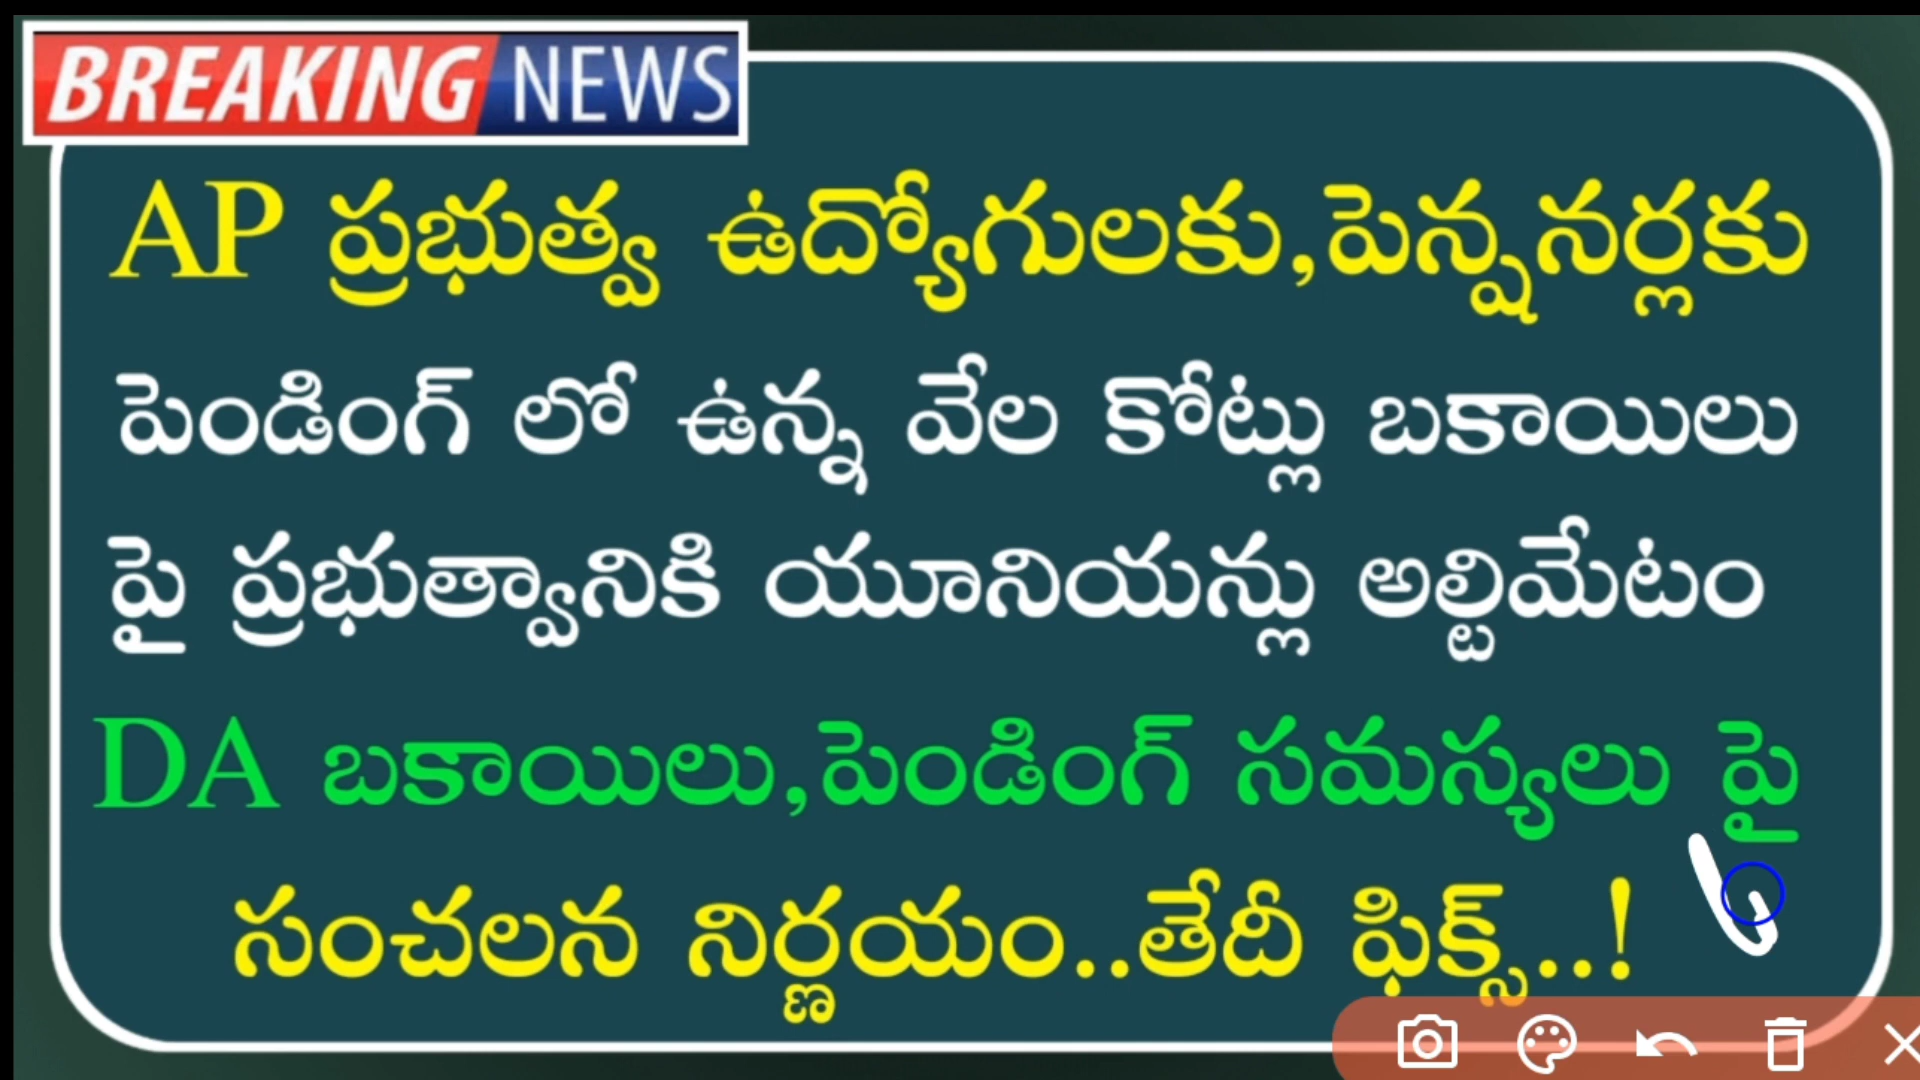 BREAKING NEWS
AP ప్రభుత్వ ఉద్యోగులకు,పెన్షనర్లకు
పెండింగ్ లో ఉన్న వేల కోట్లు బకాయిలు
పై ప్రభుత్వానికి యూనియన్లు అల్టిమేటం
DA బకాయిలు,పెండింగ్ సమస్యలు పై
సంచలన నిర్ణయం..తేదీ ఫిక్స్..!